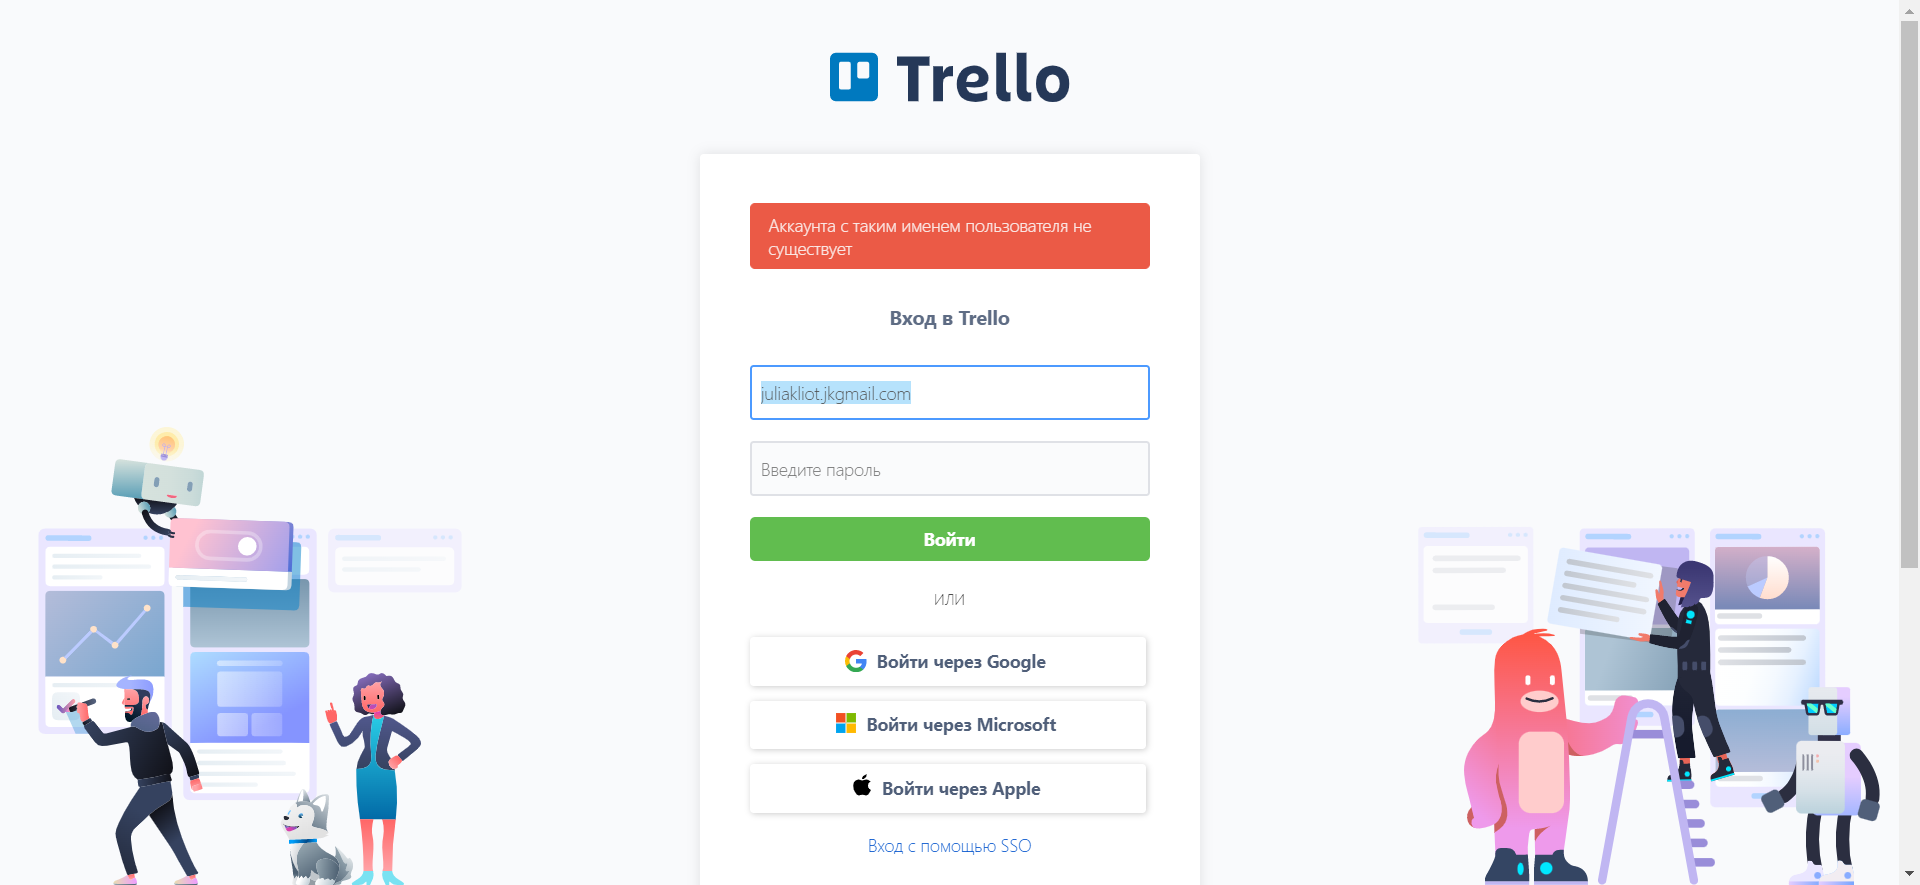 Trello
Аккаунта с таким именем пользователя не
существует
Вход в Trello
juliakliot.jkgmail.com
Введите пароль
Войти
ИЛИ
Войти через Google
Войти через Microsoft
Войти через Apple
Вход с помощью SSO